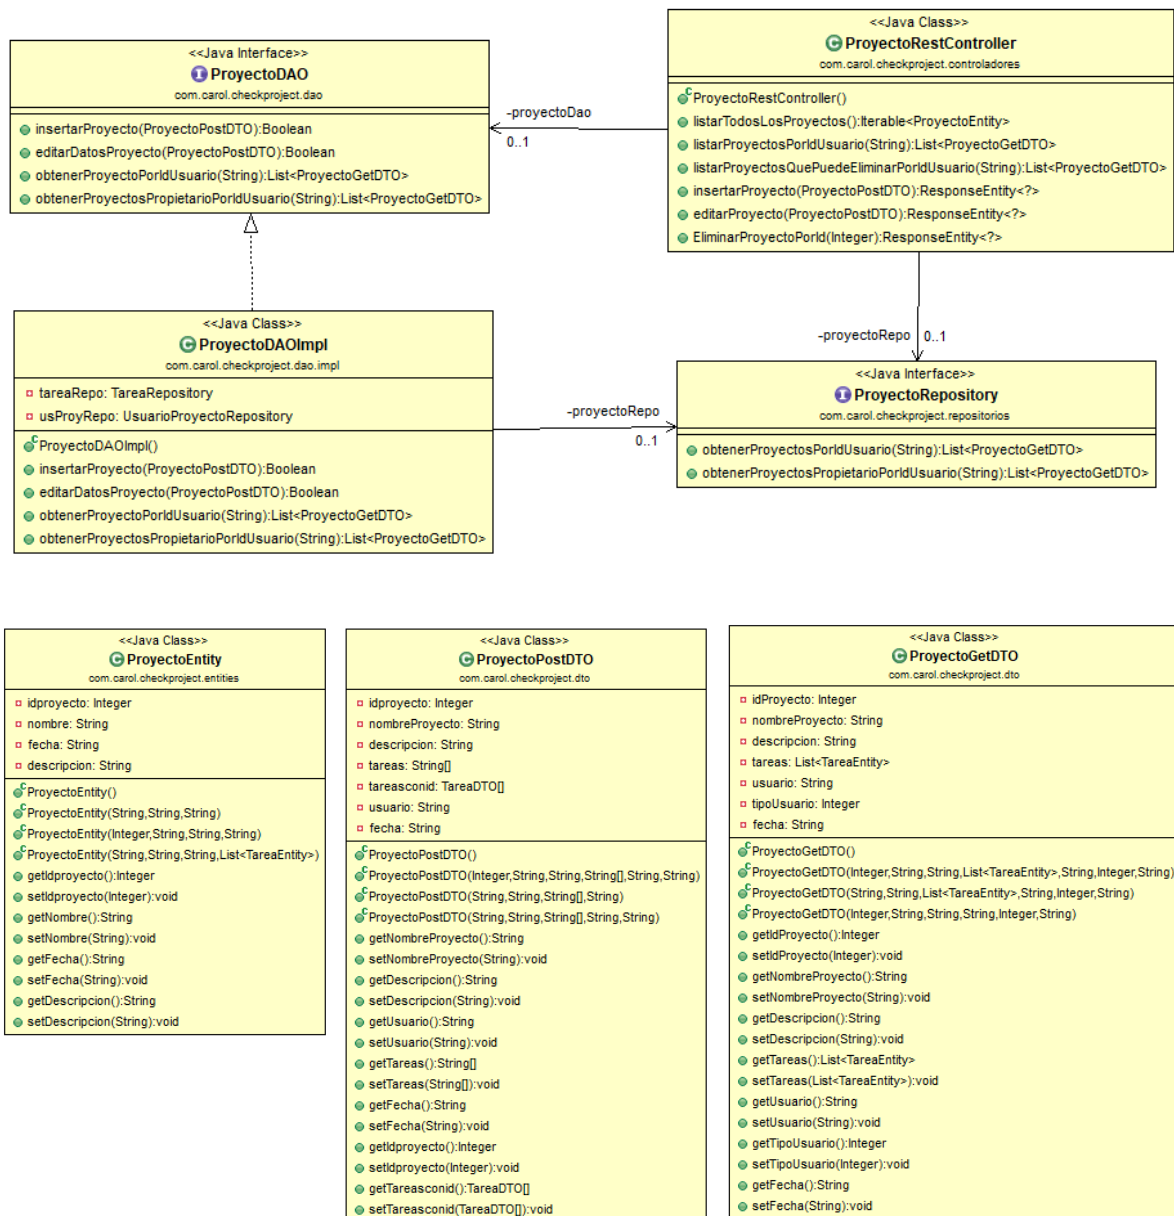 <<Java Interface>>
ProyectoDAO
com.carol.checkproject.dao
insertarProyecto(ProyectoPostDTO):Boolean
editarDatosProyecto(ProyectoPostDTO):Boolean
obtenerProyectoPorIdUsuario(String):List<ProyectoGetDTO>
obtenerProyectosPropietarioPorIdUsuario(String):List<ProyectoGetDTO>
-proyectoDao
0..1
<<Java Class>>
ProyectoRestController
com.carol.checkproject.controladores
ProyectoRestController()
listarTodosLosProyectos():Iterable<ProyectoEntity>
listarProyectosPorIdUsuario(String):List<ProyectoGetDTO>
listarProyectosQuePuedeEliminarPorIdUsuario(String):List<ProyectoGetDTO>
insertarProyecto(ProyectoPostDTO):ResponseEntity<?>
editarProyecto(ProyectoPostDTO):ResponseEntity<?>
EliminarProyectoPorId(Integer):ResponseEntity<?>
-proyectoRepo
0..1
<<Java Class>>
ProyectoDAOImpl
com.carol.checkproject.dao.impl
tareaRepo: TareaRepository
usProyRepo: UsuarioProyectoRepository
ProyectoDAOImpl()
insertarProyecto(ProyectoPostDTO):Boolean
editarDatosProyecto(ProyectoPostDTO):Boolean
obtenerProyectoPorIdUsuario(String):List<ProyectoGetDTO>
obtenerProyectosPropietarioPorIdUsuario(String):List<ProyectoGetDTO>
-proyectoRepo
0..1
<<Java Interface>>
ProyectoRepository
com.carol.checkproject.repositorios
obtenerProyectosPorIdUsuario(String):List<ProyectoGetDTO>
obtenerProyectosPropietarioPorIdUsuario(String):List<ProyectoGetDTO>
<<Java Class>>
ProyectoEntity
com.carol.checkproject.entities
idproyecto: Integer
nombre: String
fecha: String
descripcion: String
ProyectoEntity()
ProyectoEntity(String,String,String)
ProyectoEntity(Integer,String,String,String)
ProyectoEntity(String,String,String,List<TareaEntity>)
getIdproyecto():Integer
setIdproyecto(Integer):void
getNombre():String
setNombre(String):void
getFecha():String
setFecha(String):void
getDescripcion():String
setDescripcion(String):void
<<Java Class>>
ProyectoPostDTO
com.carol.checkproject.dto
idproyecto: Integer
nombreProyecto: String
descripcion: String
tareas: String[]
tareasconid: TareaDTO[]
usuario: String
fecha: String
ProyectoPostDTO()
ProyectoPostDTO(Integer,String,String,String[],String,String)
ProyectoPostDTO(String,String,String[],String)
ProyectoPostDTO(String,String,String[],String,String)
getNombreProyecto():String
setNombreProyecto(String):void
getDescripcion():String
setDescripcion(String):void
getUsuario():String
setUsuario(String):void
getTareas():String[]
setTareas(String[]):void
getFecha():String
setFecha(String):void
getIdproyecto():Integer
setIdproyecto(Integer):void
getTareasconid():TareaDTO[]
setTareasconid(TareaDTO[]):void
<<Java Class>>
ProyectoGetDTO
com.carol.checkproject.dto
idProyecto: Integer
nombreProyecto: String
descripcion: String
tareas: List<TareaEntity>
usuario: String
tipoUsuario: Integer
fecha: String
ProyectoGetDTO()
ProyectoGetDTO(Integer,String,String,List<TareaEntity>,String,Integer,String)
ProyectoGetDTO(String,String,List<TareaEntity>,String,Integer,String)
ProyectoGetDTO(Integer,String,String,String,Integer,String)
getIdProyecto():Integer
setIdProyecto(Integer):void
getNombreProyecto():String
setNombreProyecto(String):void
getDescripcion():String
setDescripcion(String):void
getTareas():List<TareaEntity>
setTareas(List<TareaEntity>):void
getUsuario():String
setUsuario(String):void
getTipoUsuario():Integer
setTipoUsuario(Integer):void
getFecha():String
setFecha(String):void